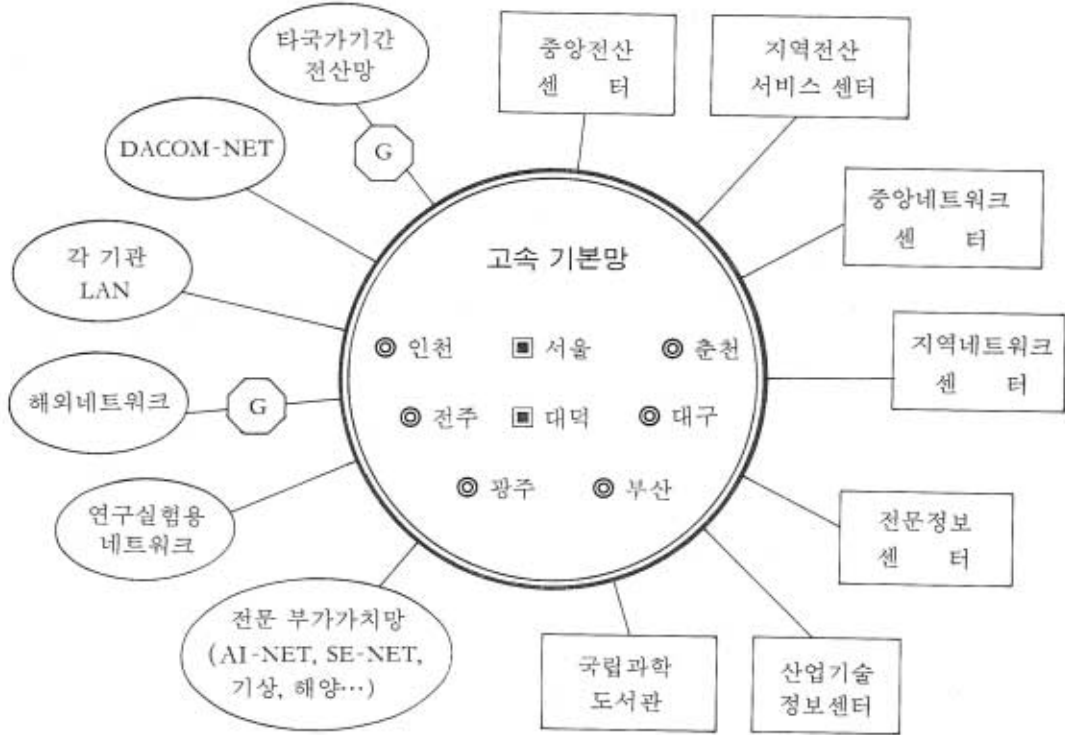 타국가기간
전산망
중앙전산
센 터
지역전산
서비스 센터
DACOM-NET
G
중앙네트워크
센 터
각 기관
LAN
고속 기본망
인천
서울
춘천
지역네트워크
센 터
해외네트워크
G
전주
대덕
대구
광주
부산
연구실험용
네트워크
전문정보
센 터
전문 부가가치망
(AI-NET, SE-NET,
기상, 해양…)
국립과학
도서관
산업기술
정보센터